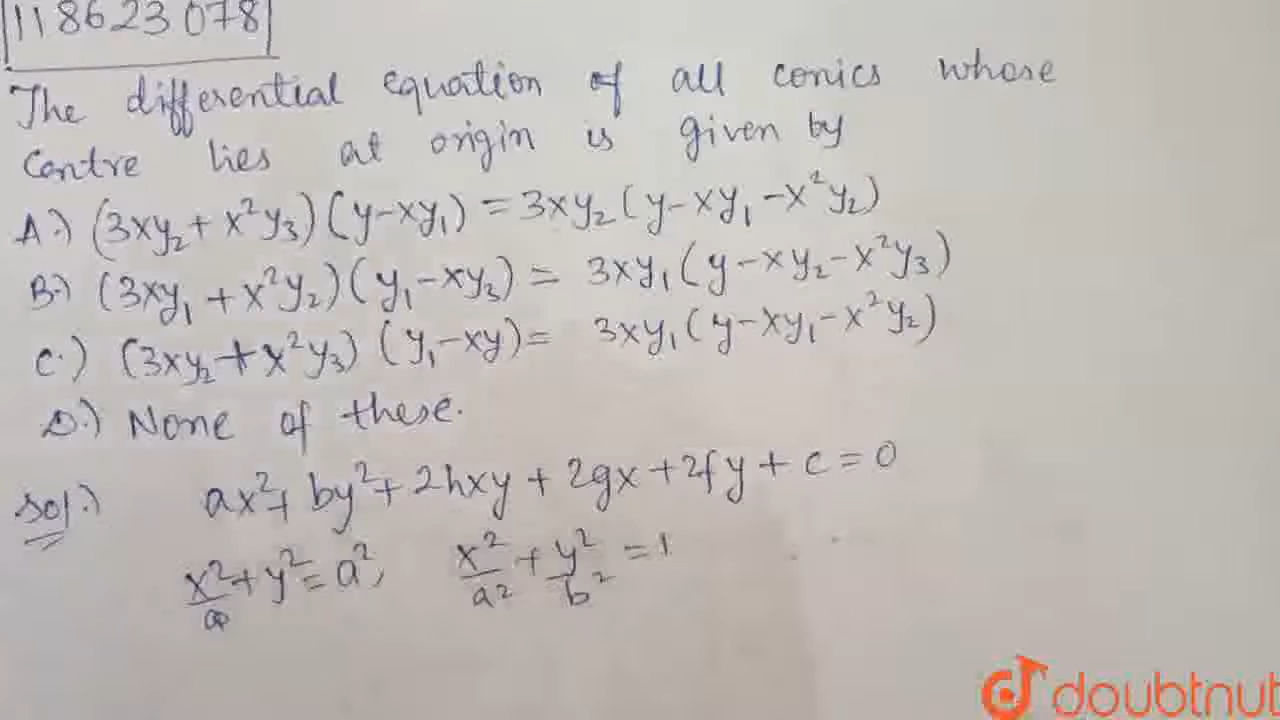 118623078
The differential equation of all conics whose
centre lies at origin is given by
A.) (3xy₂ + x²y₃)(y-xy₁) = 3xy₂(y-xy₁-x²y₂)
B.) (3xy₁ + x²y₂)(y₁-xy₃) = 3xy₁(y-xy₂-x²y₃)
C.) (3xy₂ + x²y₃)(y₁-xy) = 3xy₁(y-xy₁-x²y₂)
D.) None of these.
Sol.) ax²+ by²+ 2hxy + 2gx + 2fy + c = 0
x²+y²=a², x²/a² + y²/b² = 1
doubtnut